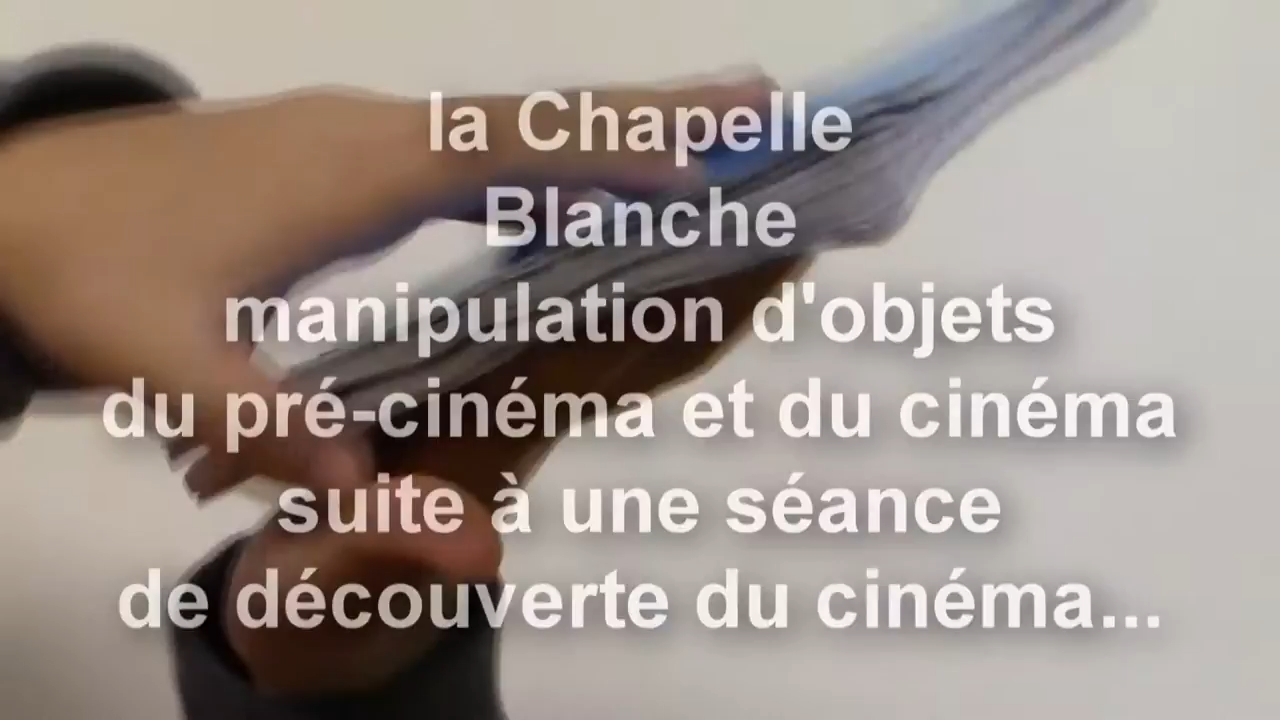 la Chapelle
Blanche
manipulation d'objets
du pré-cinéma et du cinéma
suite à une séance
de découverte du cinéma...